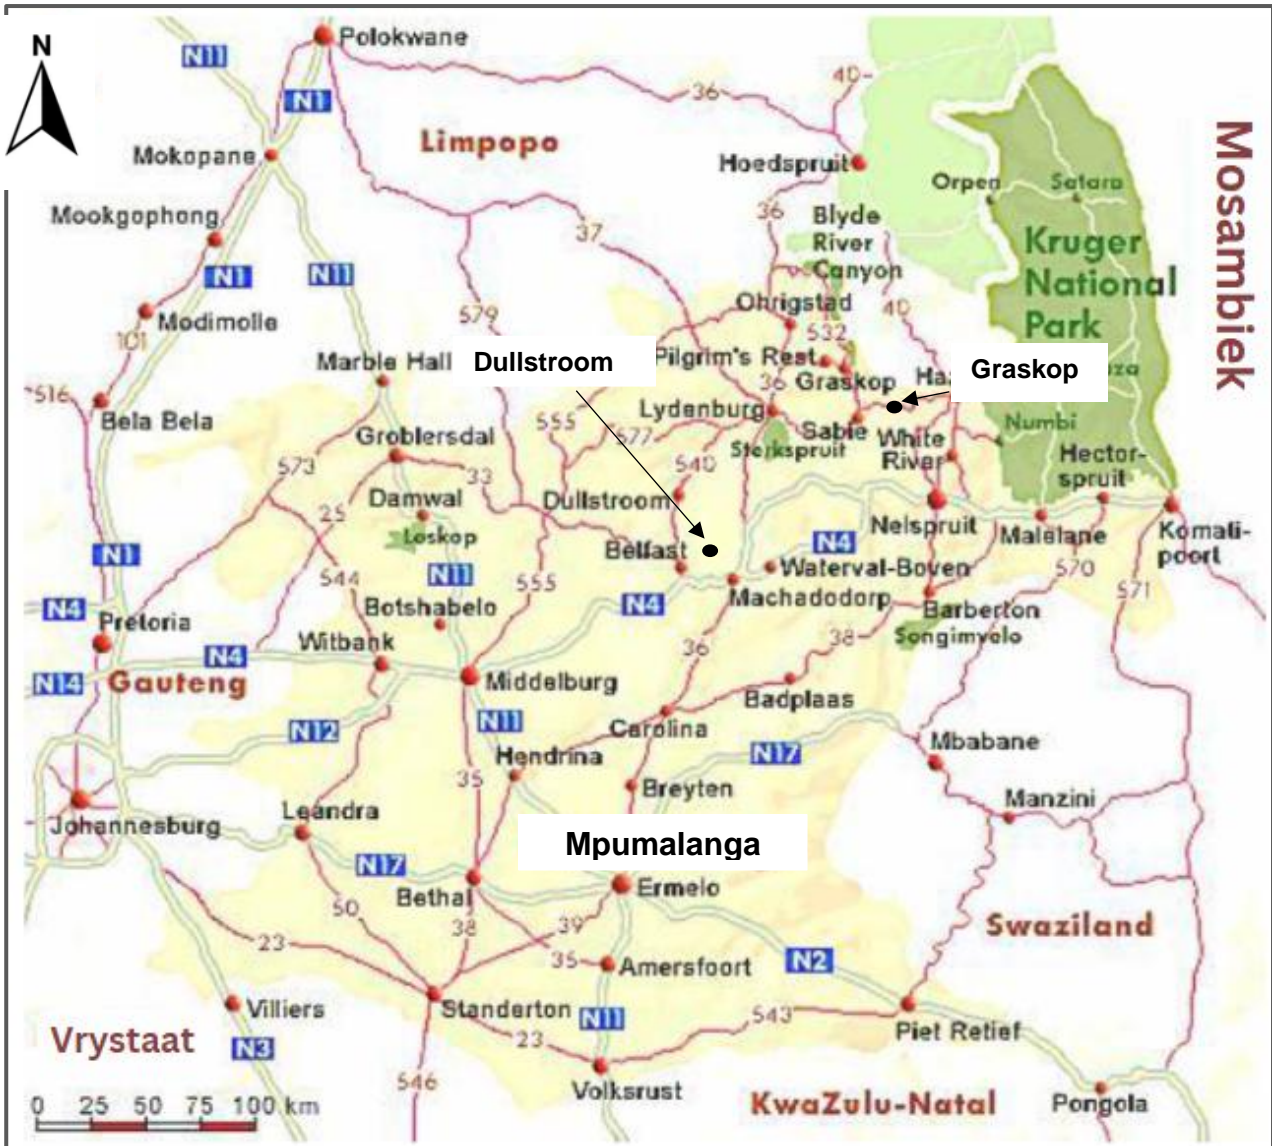 N
N11
Polokwane
40
36
N1
Limpopo
Mosambiek
Mokopane
Hoedspruit
Orpen
Satara
Mookgophong
36
Blyde
River
Canyon
37
Kruger
National
Park
N1
N11
Ohrigstad
40
579
532
Modimolle
101
Marble Hall
Dullstroom
Pilgrim's Rest
Graskop
36
Graskop
516
Bela Bela
Lydenburg
555
577
Sabie
White
River
Numbi
Groblersdal
Sterkspruit
Hector-
spruit
573
33
540
Damwal
Dullstroom
25
Loskop
Nelspruit
Malelane
Komati-
poort
N1
Belfast
N4
N11
544
555
Waterval-Boven
570
571
N4
Botshabelo
N4
Machadodorp
Barberton
Pretoria
Witbank
36
38
Songimvelo
N4
N14
Gauteng
Middelburg
Badplaas
N12
N11
Carolina
N17
Mbabane
Hendrina
35
Breyten
Manzini
Leandra
Johannesburg
Mpumalanga
N17
Bethal
Ermelo
50
38
39
Swaziland
23
35
Amersfoort
N2
Villiers
Standerton
N11
543
Vrystaat
23
Piet Retief
N3
546
Volksrust
KwaZulu-Natal
Pongola
0 25 50 75 100 km